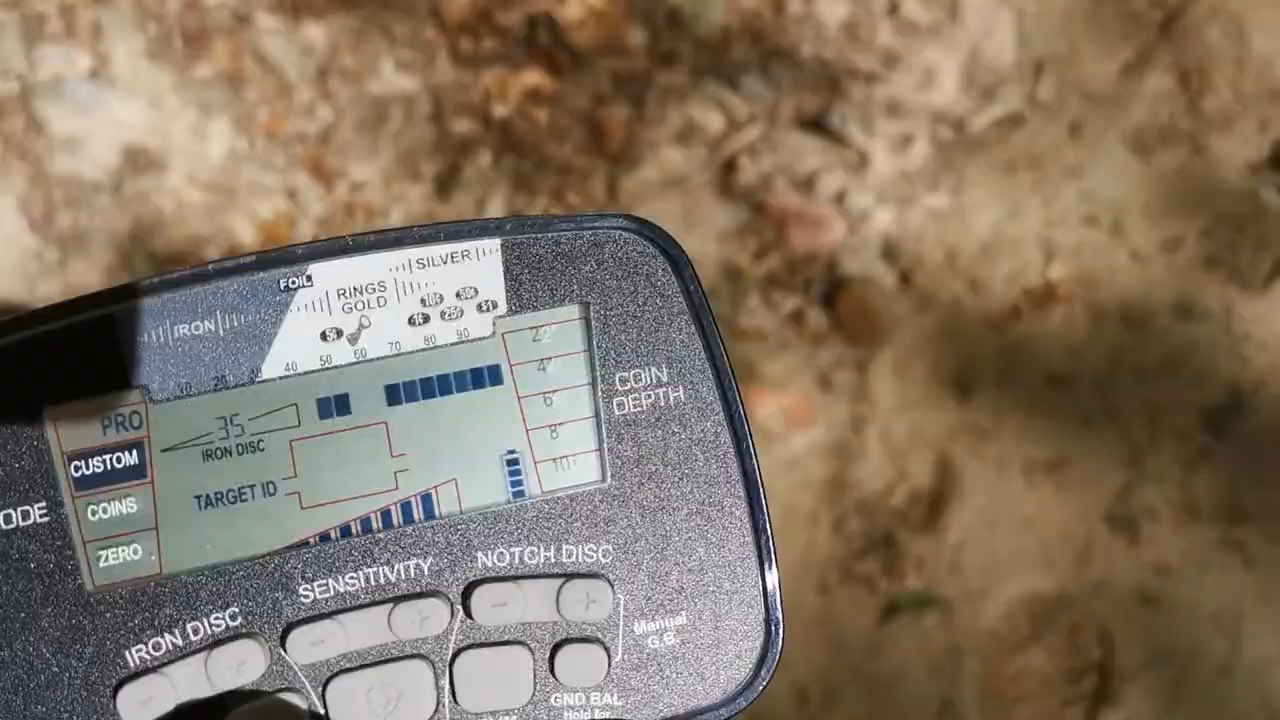 SILVER
FOIL
RINGS
GOLD
IRON
10¢ 50¢
5¢ 1¢ 25¢ $1
10 20 30 40 50 60 70 80 90
PRO
CUSTOM
COINS
ZERO
35
IRON DISC
TARGET ID
2"
4"
6"
8"
10"
COIN
DEPTH
ODE
IRON DISC
SENSITIVITY
NOTCH DISC
- +
- +
- +
Manual
G.B.
GND BAL
Hold for